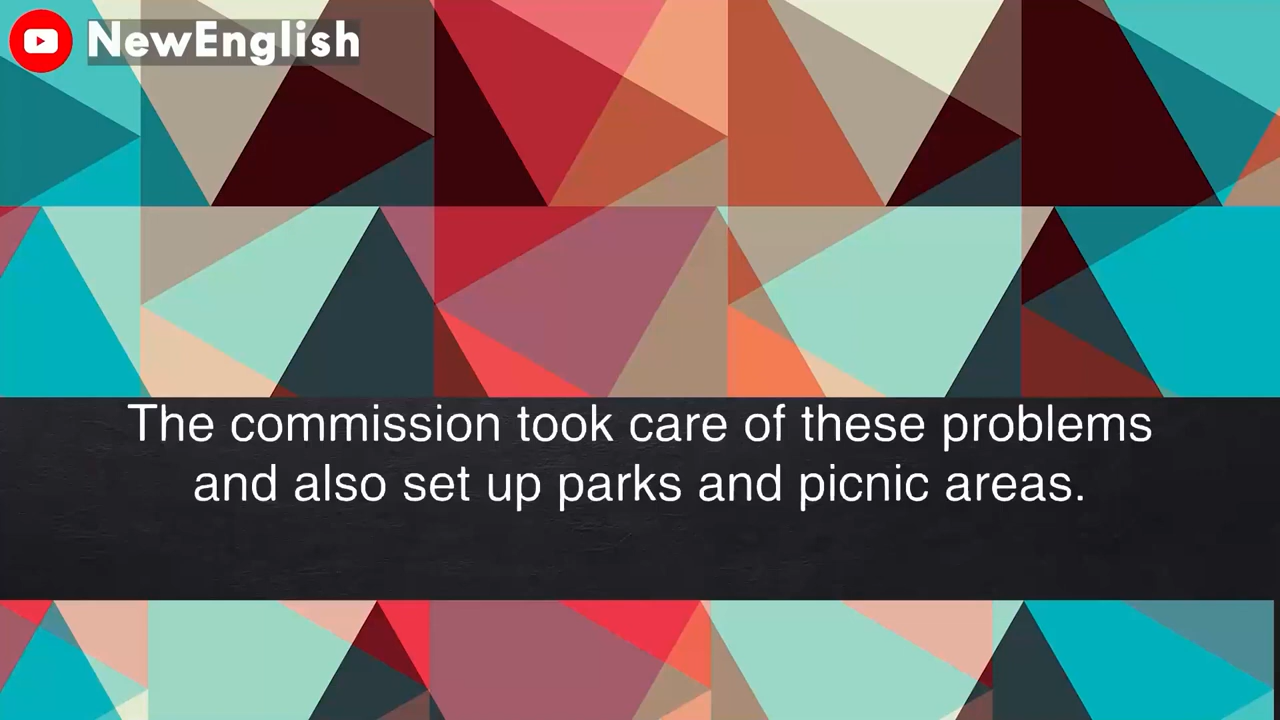 NewEnglish
The commission took care of these problems
and also set up parks and picnic areas.